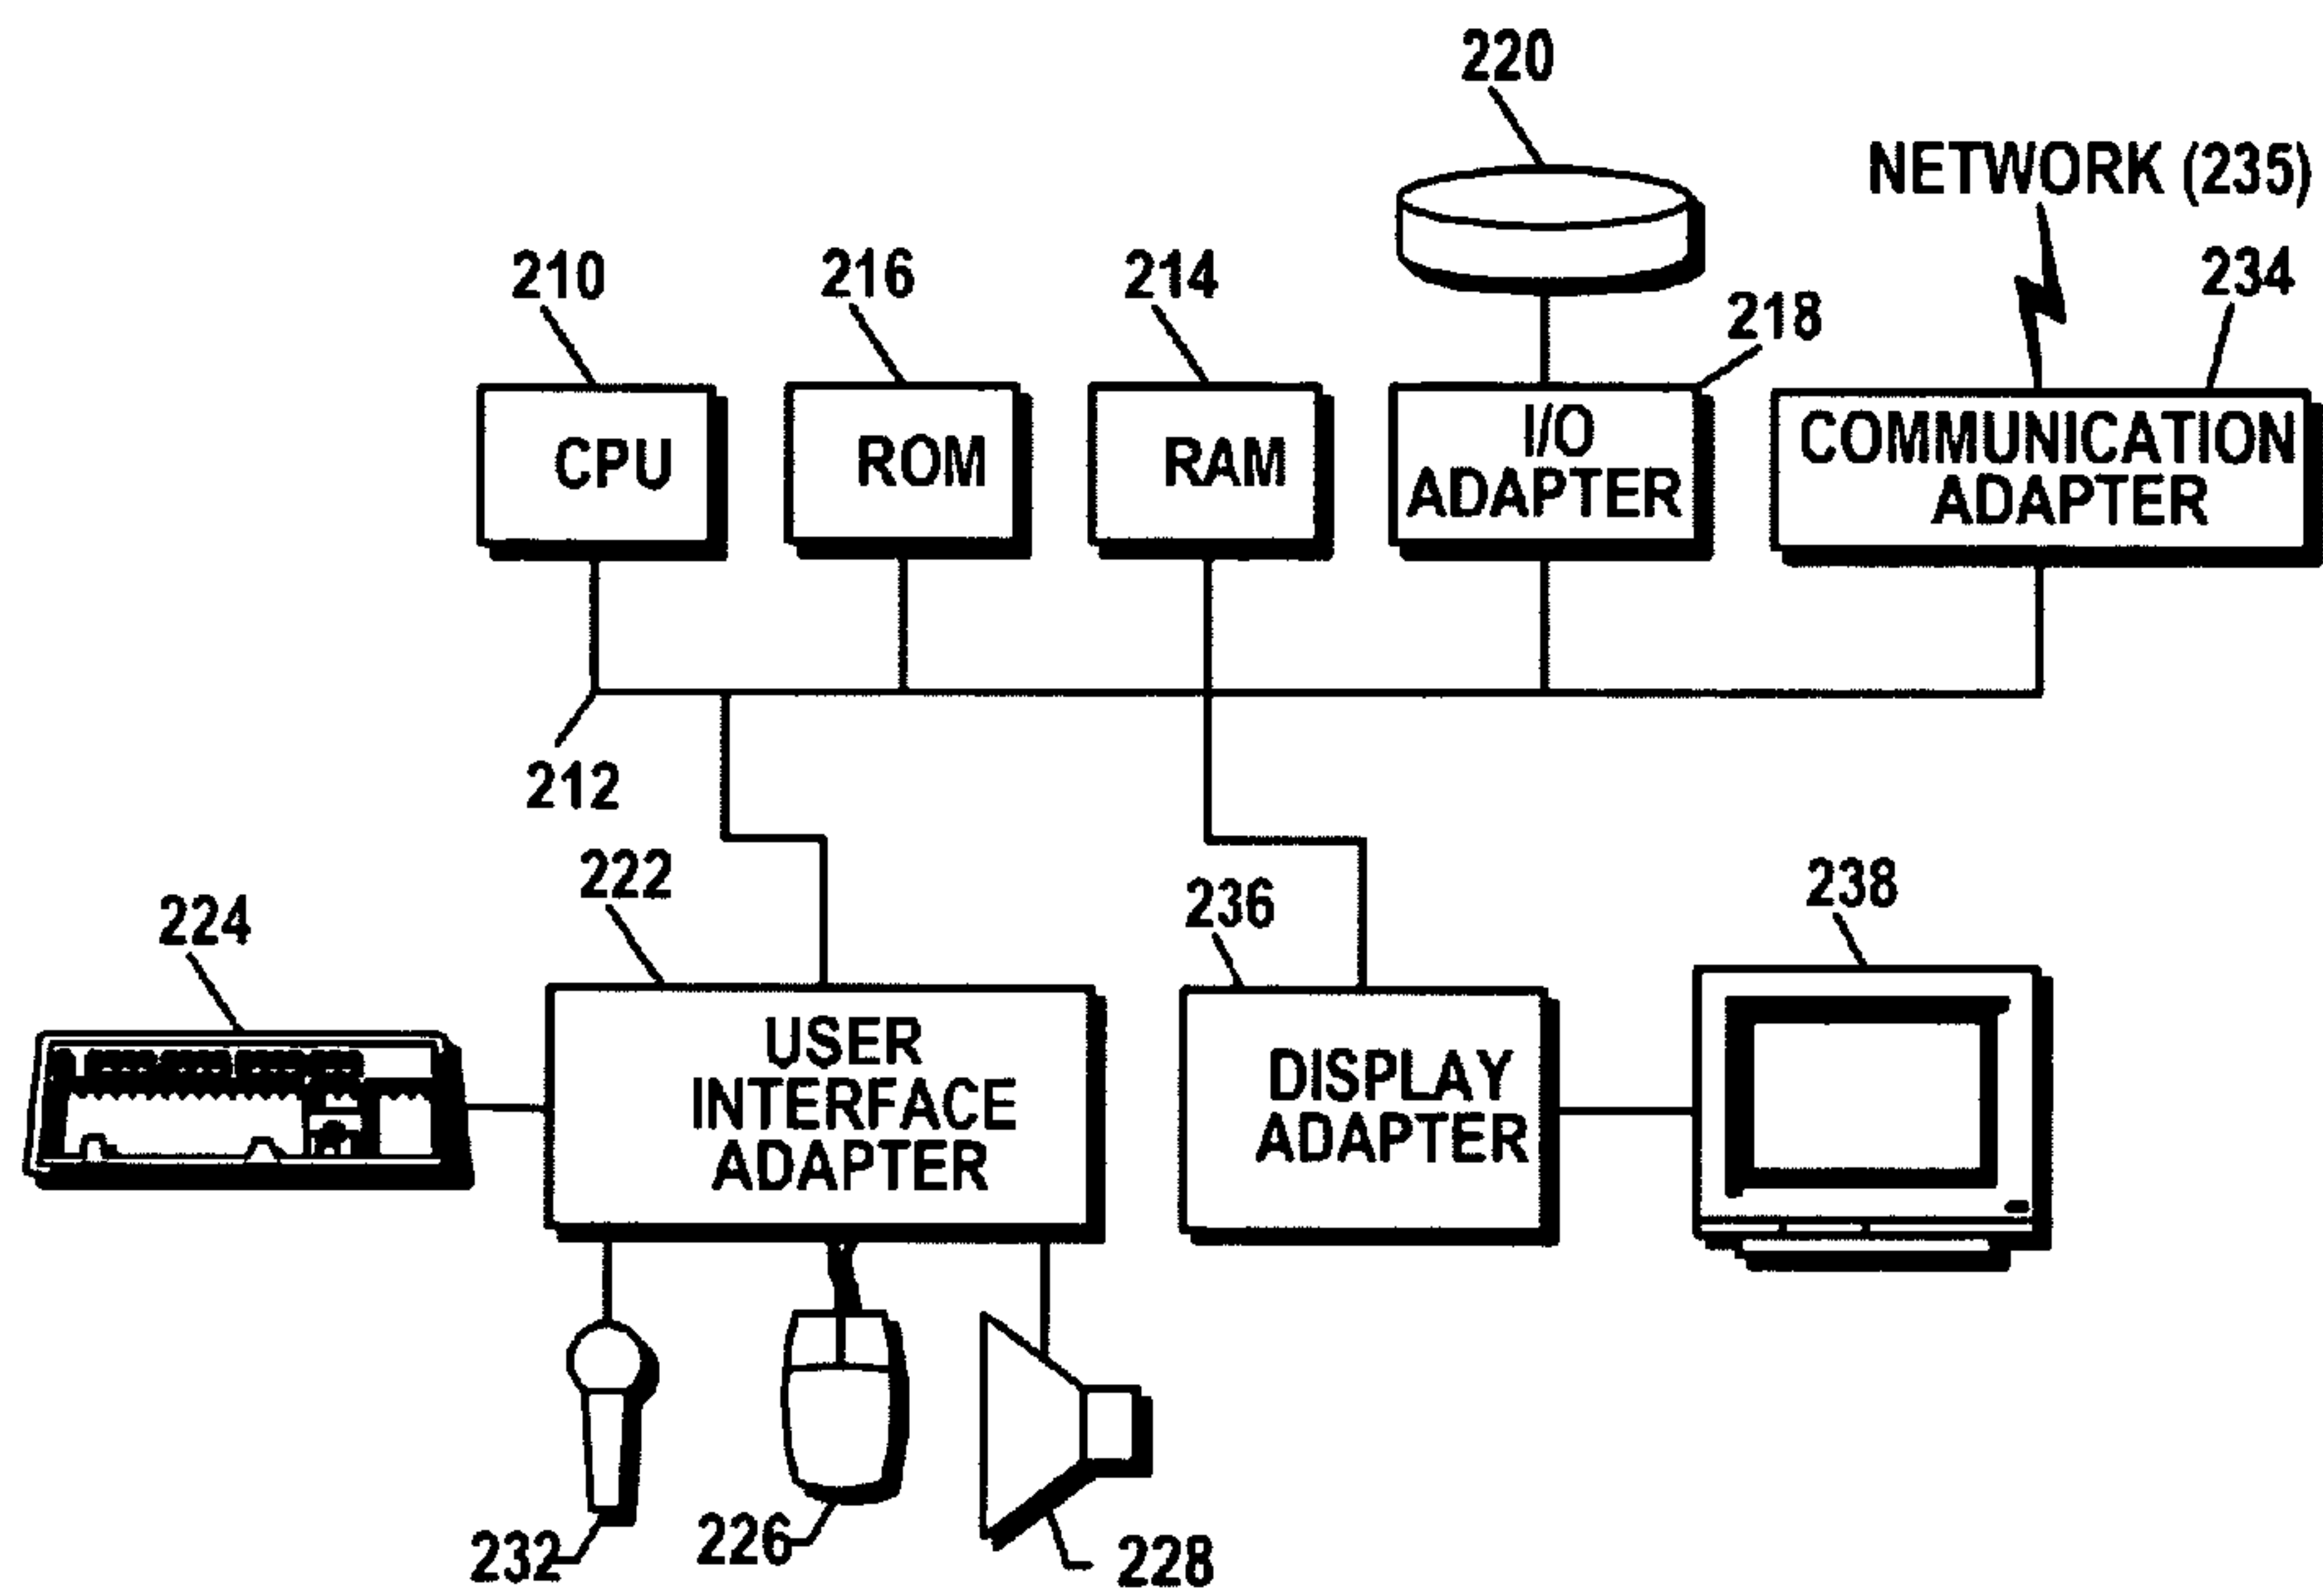 220
NETWORK (235)
210
216
214
234
218
CPU
ROM
RAM
I/O
ADAPTER
COMMUNICATION
ADAPTER
212
222
236
238
224
USER
INTERFACE
ADAPTER
DISPLAY
ADAPTER
232
226
228